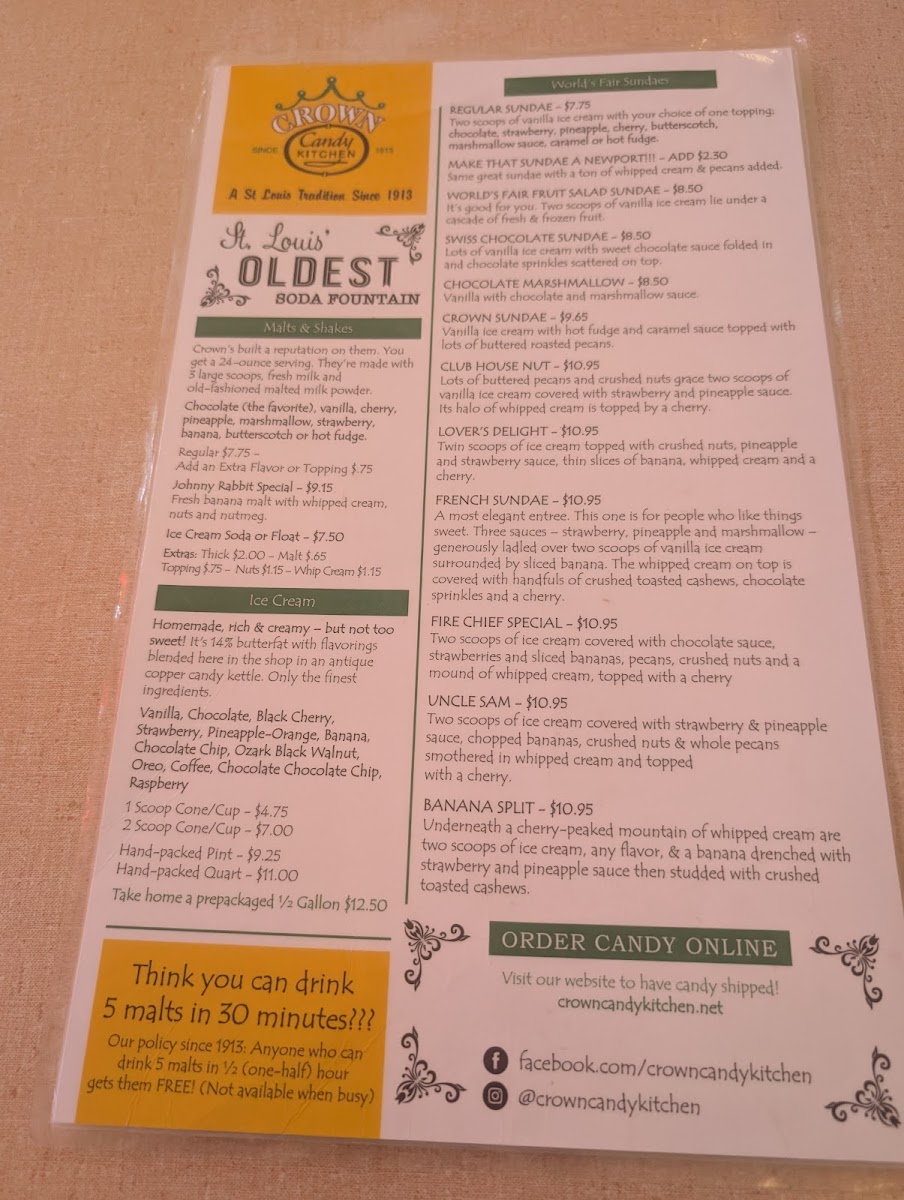 CROWN
Candy
KITCHEN
SINCE 1913
A St Louis Tradition Since 1913
St. Louis'
OLDEST
SODA FOUNTAIN
Malts & Shakes
Crown's built a reputation on them. You
get a 24-ounce serving. They're made with
3 large scoops, fresh milk and
old-fashioned malted milk powder.
Chocolate (the favorite), vanilla, cherry,
pineapple, marshmallow, strawberry,
banana, butterscotch or hot fudge.
Regular $7.75 –
Add an Extra Flavor or Topping $.75
Johnny Rabbit Special – $9.15
Fresh banana malt with whipped cream,
nuts and nutmeg.
Ice Cream Soda or Float – $7.50
Extras: Thick $2.00 – Malt $.65
Topping $.75 – Nuts $1.15 – Whip Cream $1.15
Ice Cream
Homemade, rich & creamy – but not too
sweet! It's 14% butterfat with flavorings
blended here in the shop in an antique
copper candy kettle. Only the finest
ingredients.
Vanilla, Chocolate, Black Cherry,
Strawberry, Pineapple-Orange, Banana,
Chocolate Chip, Ozark Black Walnut,
Oreo, Coffee, Chocolate Chocolate Chip,
Raspberry
1 Scoop Cone/Cup – $4.75
2 Scoop Cone/Cup – $7.00
Hand-packed Pint – $9.25
Hand-packed Quart – $11.00
Take home a prepackaged ½ Gallon $12.50
Think you can drink
5 malts in 30 minutes???
Our policy since 1913: Anyone who can
drink 5 malts in ½ (one-half) hour
gets them FREE! (Not available when busy)
World's Fair Sundaes
REGULAR SUNDAE – $7.75
Two scoops of vanilla ice cream with your choice of one topping:
chocolate, strawberry, pineapple, cherry, butterscotch,
marshmallow sauce, caramel or hot fudge.
MAKE THAT SUNDAE A NEWPORT!!! – ADD $2.30
Same great sundae with a ton of whipped cream & pecans added.
WORLD'S FAIR FRUIT SALAD SUNDAE – $8.50
It's good for you. Two scoops of vanilla ice cream lie under a
cascade of fresh & frozen fruit.
SWISS CHOCOLATE SUNDAE – $8.50
Lots of vanilla ice cream with sweet chocolate sauce folded in
and chocolate sprinkles scattered on top.
CHOCOLATE MARSHMALLOW – $8.50
Vanilla with chocolate and marshmallow sauce.
CROWN SUNDAE – $9.65
Vanilla ice cream with hot fudge and caramel sauce topped with
lots of buttered roasted pecans.
CLUB HOUSE NUT – $10.95
Lots of buttered pecans and crushed nuts grace two scoops of
vanilla ice cream covered with strawberry and pineapple sauce.
Its halo of whipped cream is topped by a cherry.
LOVER'S DELIGHT – $10.95
Twin scoops of ice cream topped with crushed nuts, pineapple
and strawberry sauce, thin slices of banana, whipped cream and a
cherry.
FRENCH SUNDAE – $10.95
A most elegant entree. This one is for people who like things
sweet. Three sauces – strawberry, pineapple and marshmallow –
generously ladled over two scoops of vanilla ice cream
surrounded by sliced banana. The whipped cream on top is
covered with handfuls of crushed toasted cashews, chocolate
sprinkles and a cherry.
FIRE CHIEF SPECIAL – $10.95
Two scoops of ice cream covered with chocolate sauce,
strawberries and sliced bananas, pecans, crushed nuts and a
mound of whipped cream, topped with a cherry
UNCLE SAM – $10.95
Two scoops of ice cream covered with strawberry & pineapple
sauce, chopped bananas, crushed nuts & whole pecans
smothered in whipped cream and topped
with a cherry.
BANANA SPLIT – $10.95
Underneath a cherry-peaked mountain of whipped cream are
two scoops of ice cream, any flavor, & a banana drenched with
strawberry and pineapple sauce then studded with crushed
toasted cashews.
ORDER CANDY ONLINE
Visit our website to have candy shipped!
crowncandykitchen.net
facebook.com/crowncandykitchen
@crowncandykitchen